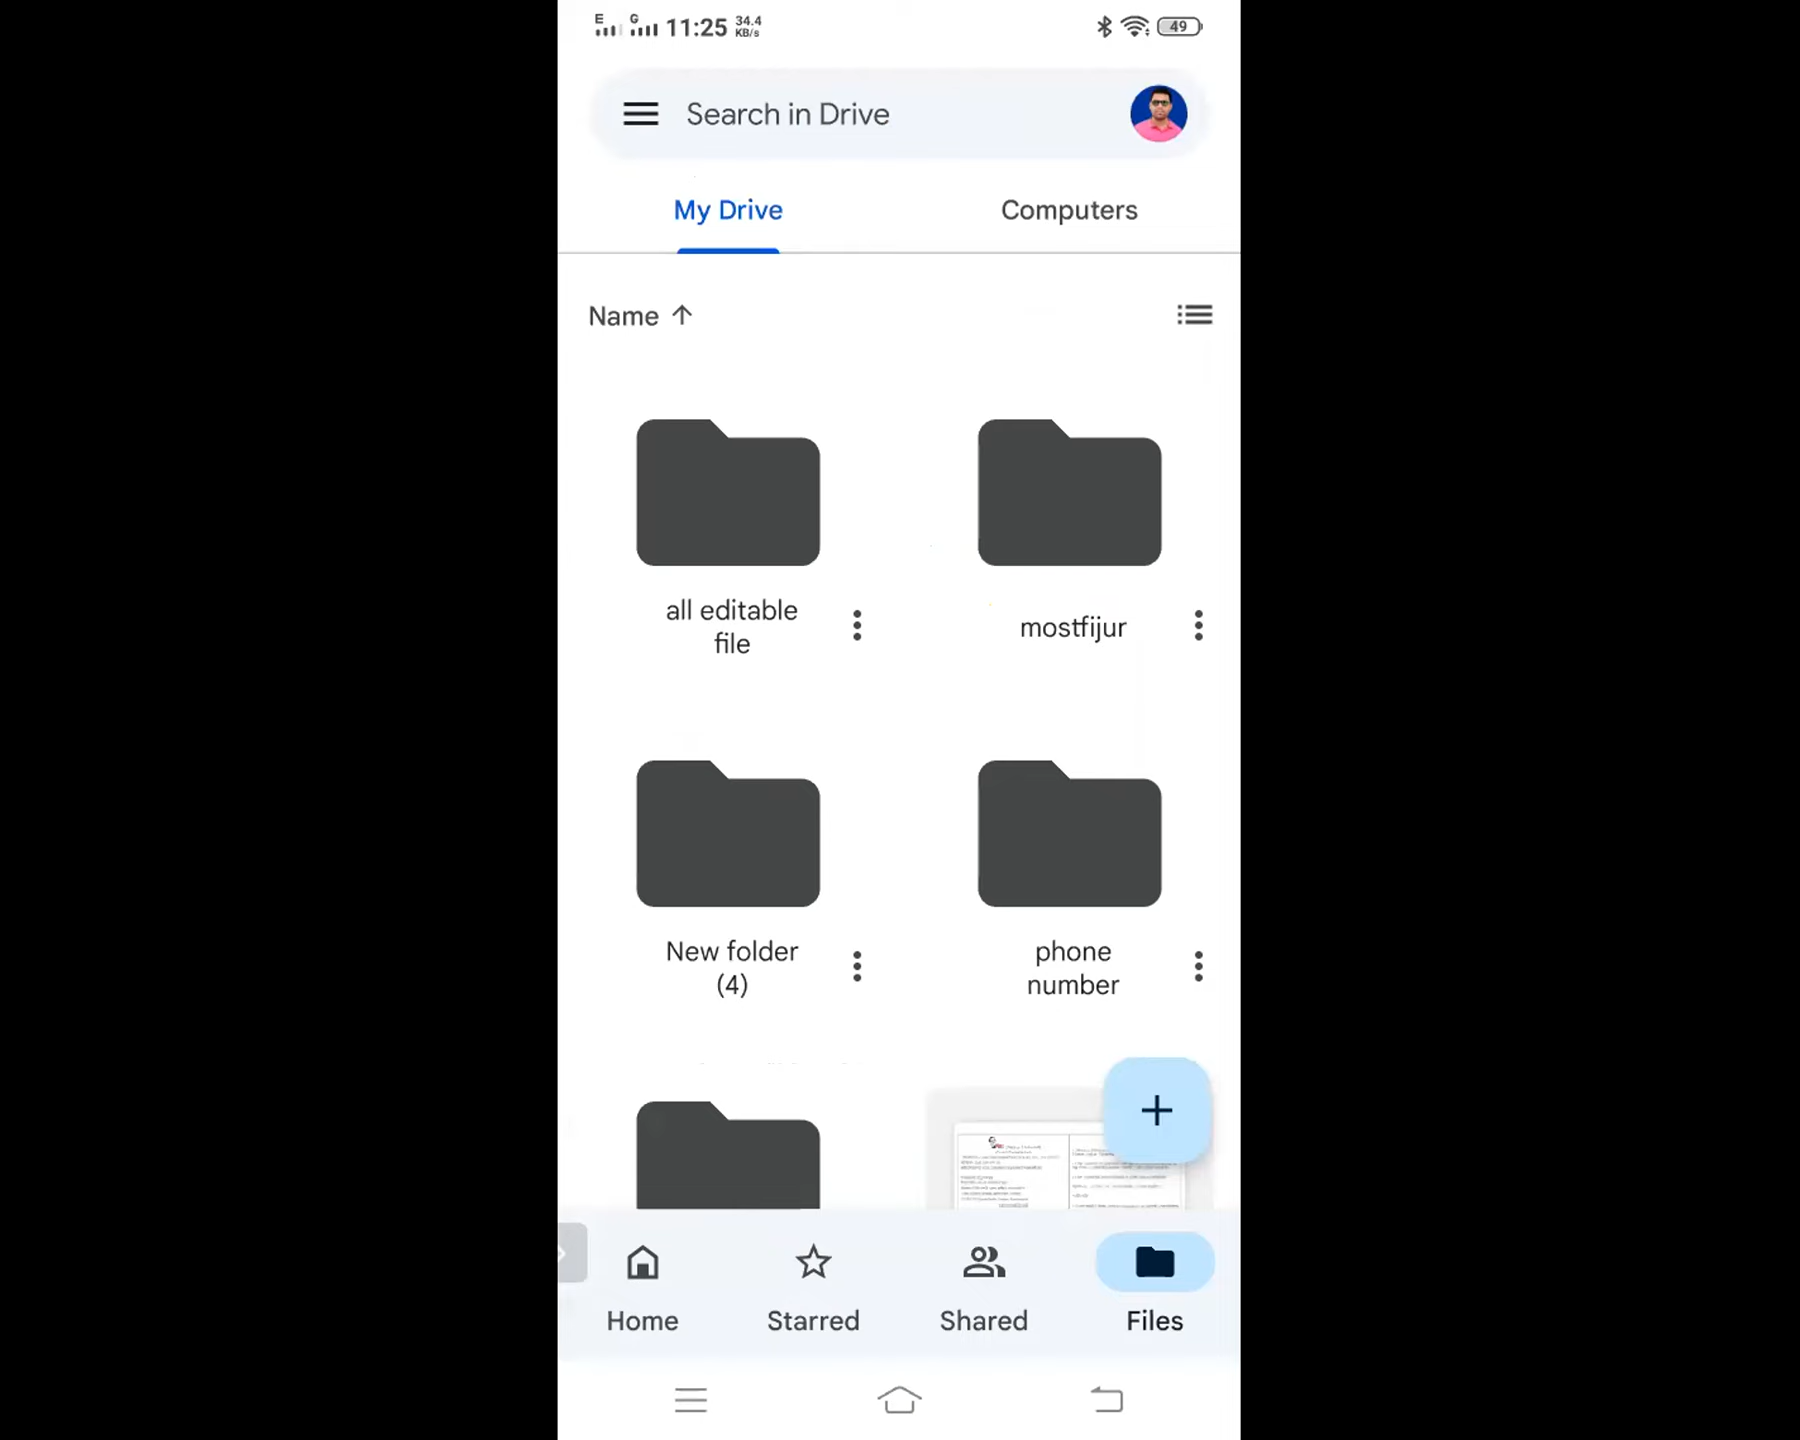 E G 11:25 34.4 KB/s 49
Search in Drive
My Drive Computers
Name
all editable file
mostfijur
New folder (4)
phone number
Home Starred Shared Files